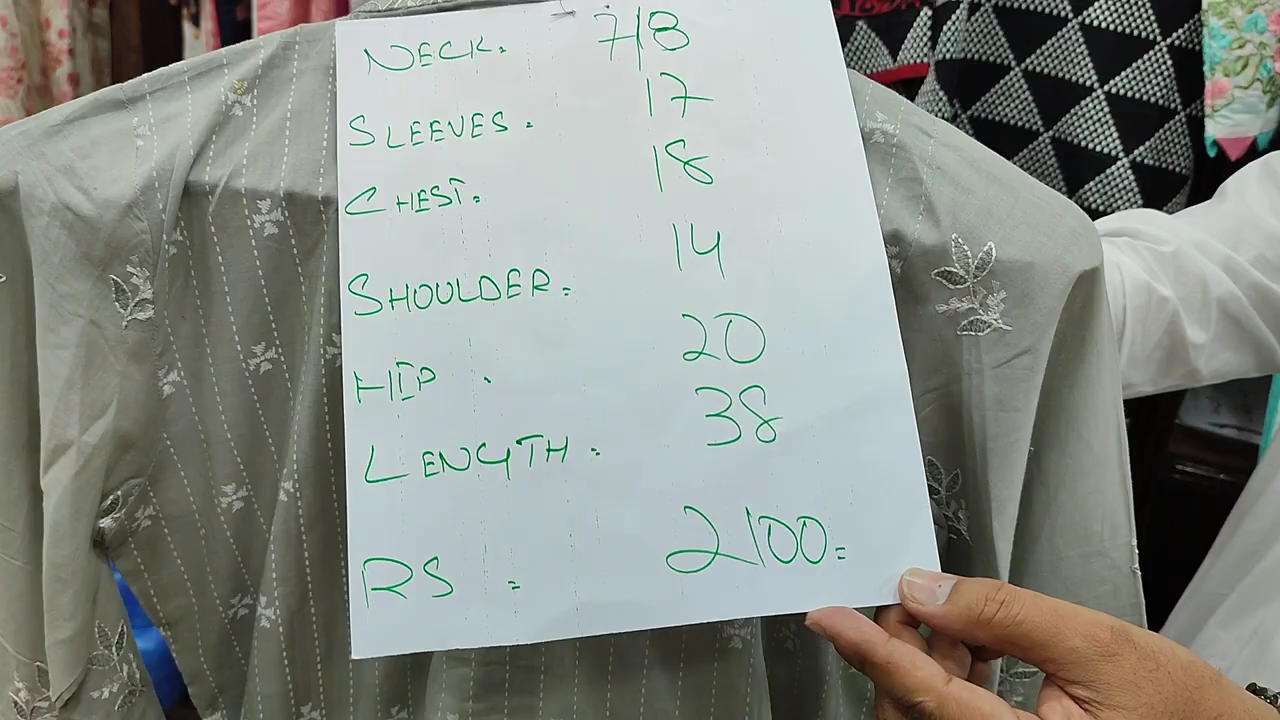 NECK. 7/8
SLEEVES. 17
CHEST. 18
SHOULDER. 14
HIP . 20
LENGTH. 38
RS = 2100=